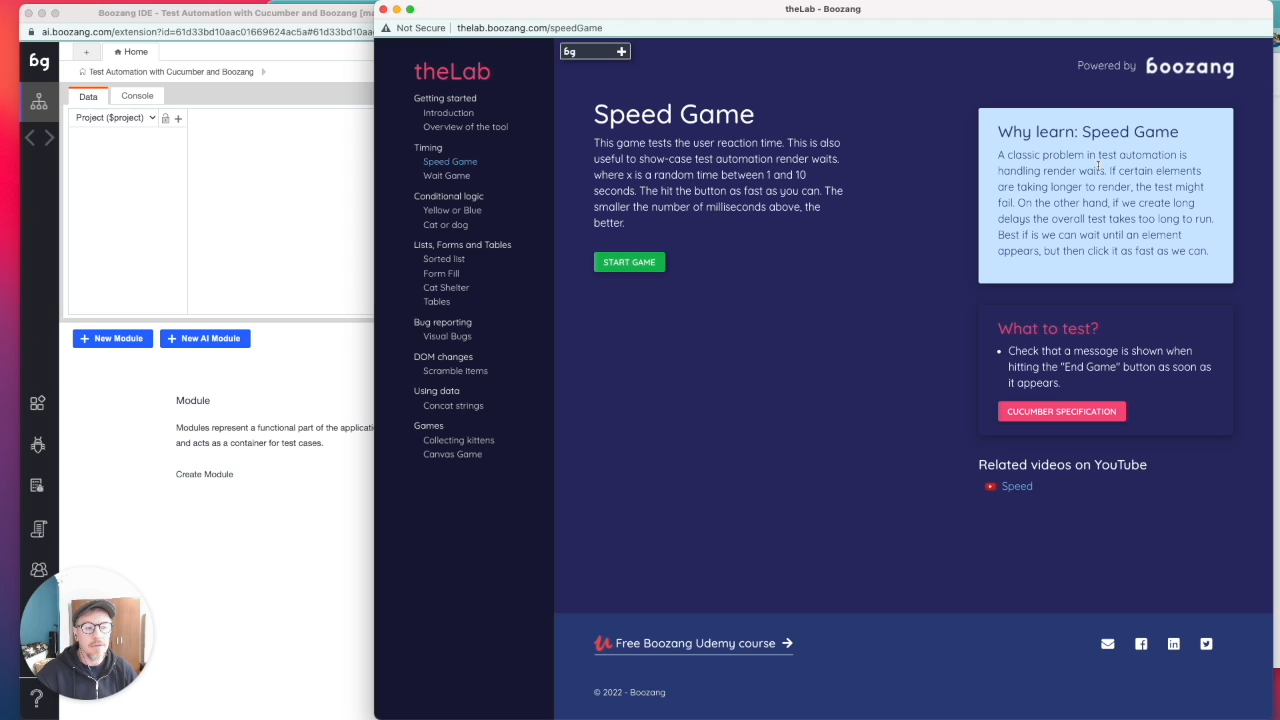 Boozang IDE - Test Automation with Cucumber and Boozang [ma
ai.boozang.com/extension?id=61d33bd10aac01669624ac5a#61d33bd10aa
Home
Test Automation with Cucumber and Boozang
Data
Console
Project ($project)
New Module
New AI Module
Module
Modules represent a functional part of the applicatio
and acts as a container for test cases.
Create Module
theLab - Boozang
Not Secure
thelab.boozang.com/speedGame
bg
theLab
Getting started
Introduction
Overview of the tool
Timing
Speed Game
Wait Game
Conditional logic
Yellow or Blue
Cat or dog
Lists, Forms and Tables
Sorted list
Form Fill
Cat Shelter
Tables
Bug reporting
Visual Bugs
DOM changes
Scramble Items
Using data
Concat strings
Games
Collecting kittens
Canvas Game
Powered by boozang
Speed Game
This game tests the user reaction time. This is also
useful to show-case test automation render waits.
where x is a random time between 1 and 10
seconds. The hit the button as fast as you can. The
smaller the number of milliseconds above, the
better.
START GAME
Why learn: Speed Game
A classic problem in test automation is
handling render waits. If certain elements
are taking longer to render, the test might
fail. On the other hand, if we create long
delays the overall test takes too long to run.
Best if is we can wait until an element
appears, but then click it as fast as we can.
What to test?
Check that a message is shown when
hitting the "End Game" button as soon as
it appears.
CUCUMBER SPECIFICATION
Related videos on YouTube
Speed
Free Boozang Udemy course
© 2022 - Boozang